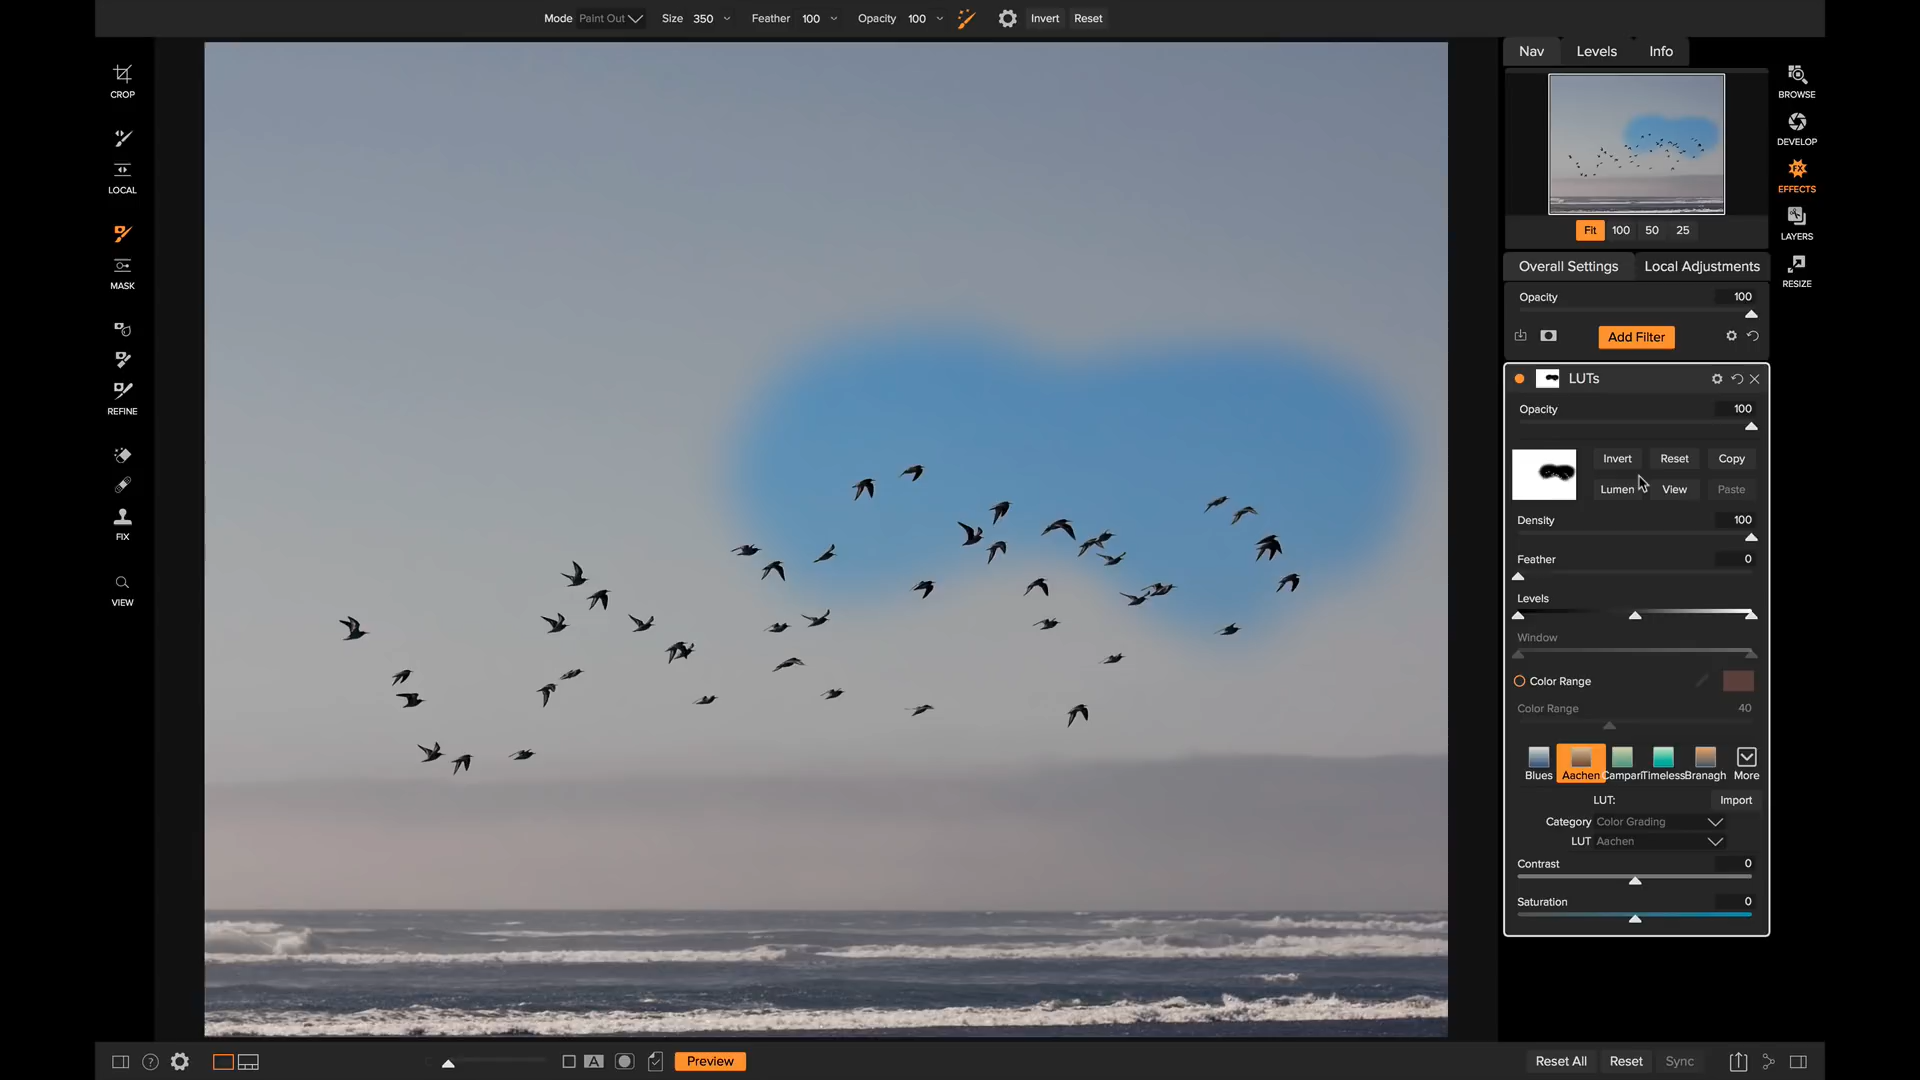 Mode Paint Out Size 350 Feather 100 Opacity 100 Invert Reset
CROP
LOCAL
MASK
REFINE
FIX
VIEW
Nav Levels Info
Fit 100 50 25
BROWSE
DEVELOP
FX
EFFECTS
LAYERS
RESIZE
Overall Settings Local Adjustments
Opacity 100
Add Filter
LUTs
Opacity 100
Invert Reset Copy
Lumen View Paste
Density 100
Feather 0
Levels
Window
Color Range
Color Range 40
Blues Aachen Campari Timeless Branagh More
LUT: Import
Category Color Grading
LUT Aachen
Contrast 0
Saturation 0
? A Preview Reset All Reset Sync